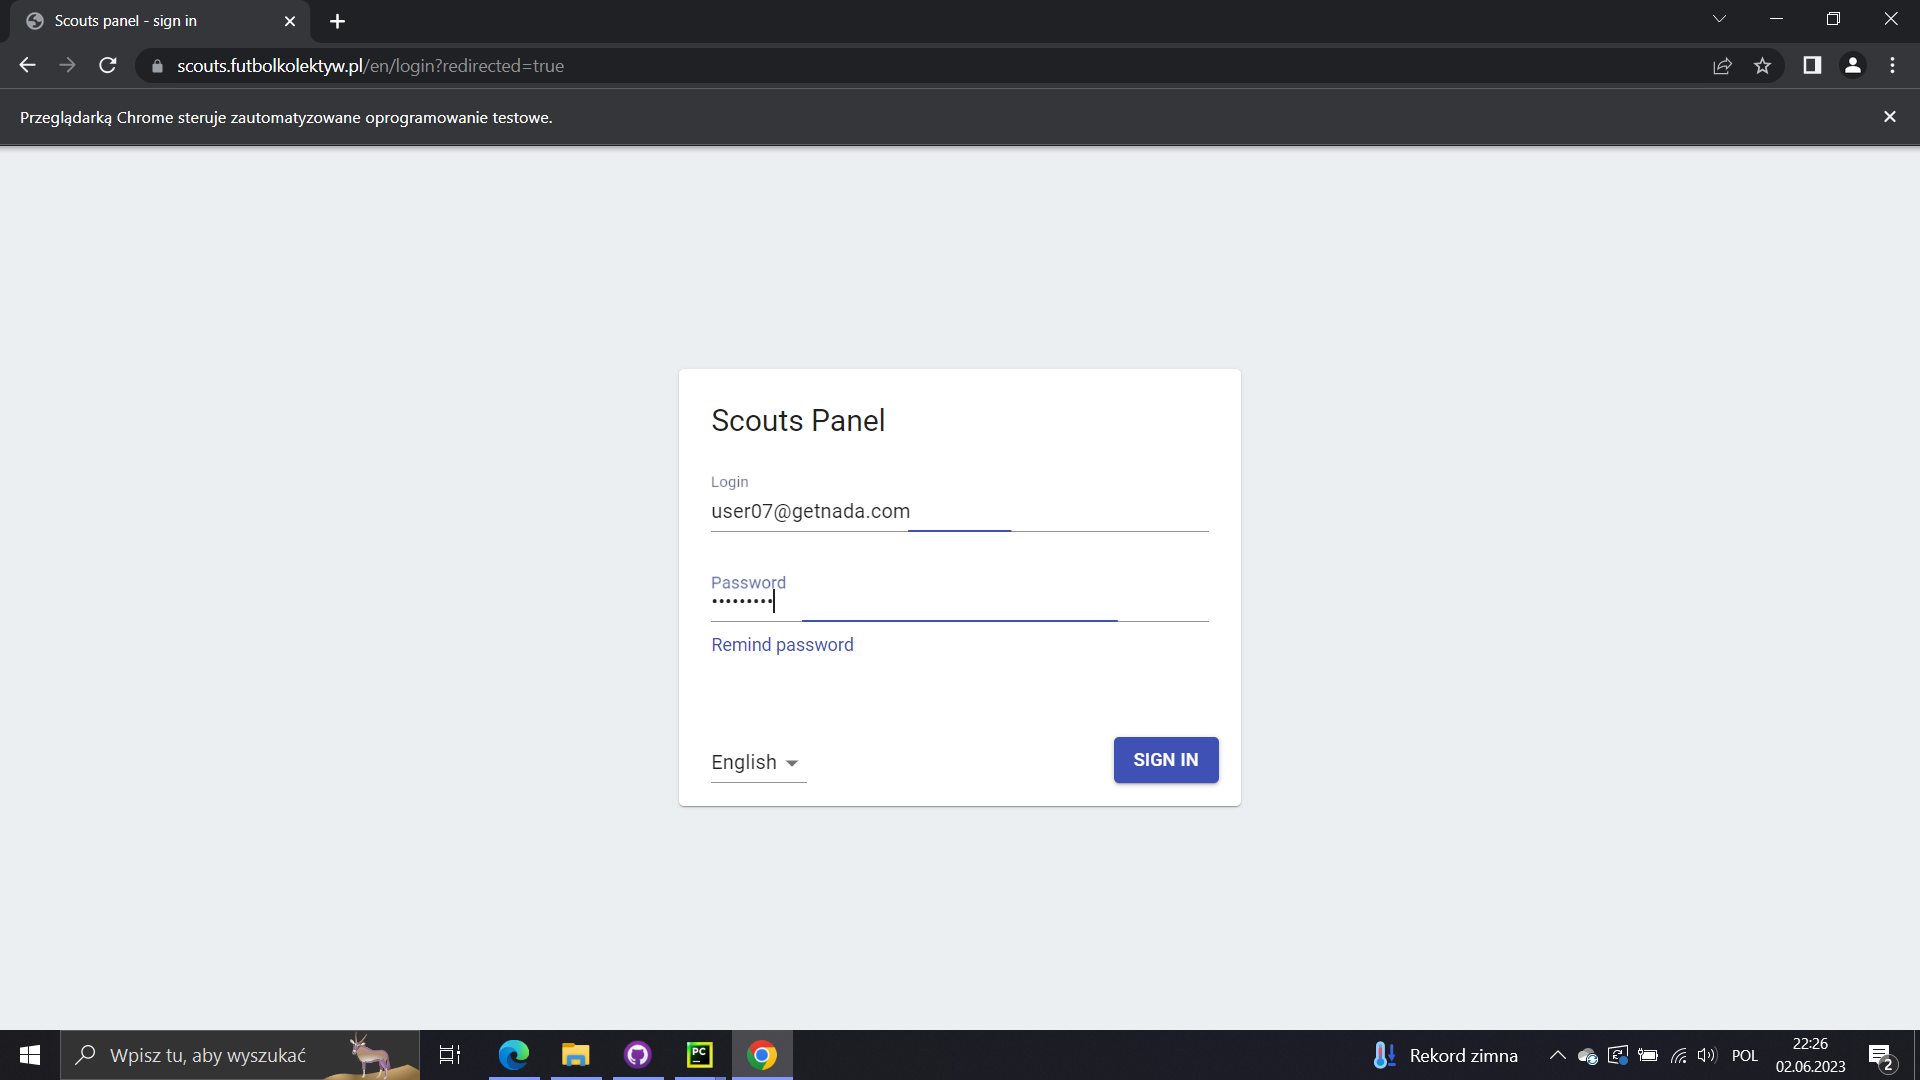 Scouts panel - sign in
scouts.futbolkolektyw.pl/en/login?redirected=true
Przeglądarką Chrome steruje zautomatyzowane oprogramowanie testowe.
Scouts Panel
Login
user07@getnada.com
Password
•••••••••
Remind password
English
SIGN IN
Wpisz tu, aby wyszukać
PC
Rekord zimna
POL
22:26
02.06.2023
2